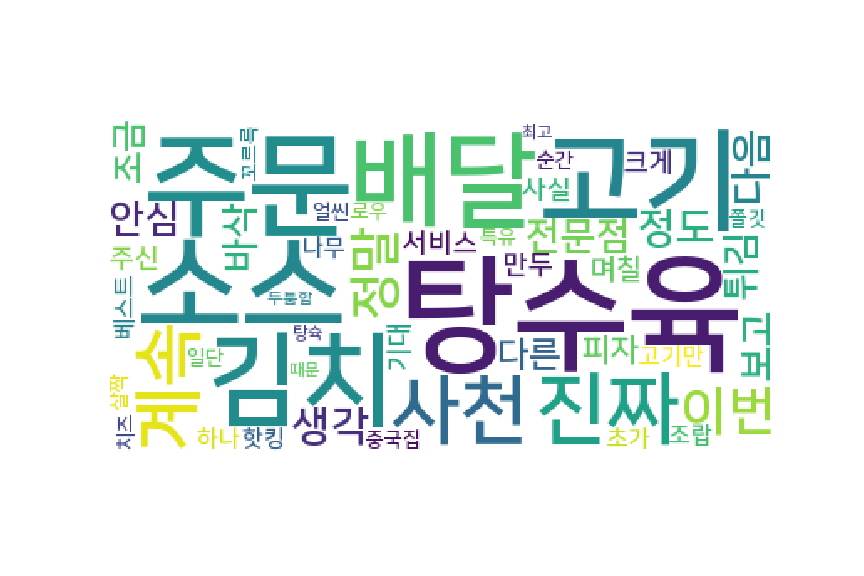 최고
조금
주문
꼬르륵
배달
고기
순간
크게
다음
안심
바삭
얼씬
로우
사실
쫄깃
주신
나무
정말
서비스
특유
전문점
정도
만두
며칠
튀김
소스
두툼함
탕수육
베스트
계속
김치
탕슉
기대
일단
때문
다른
피자
고기만
보고
살짝
사천
진짜
이번
치즈
하나
핫킹
생각
중국집
초가
조랍